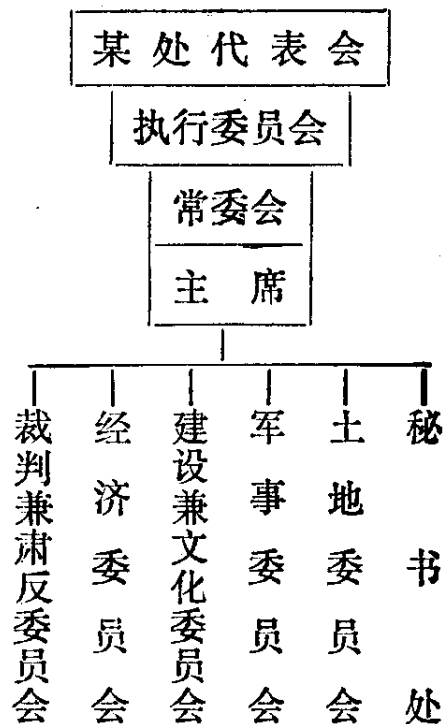 某处代表会
执行委员会
常委会
主席
裁判兼肃反委员会
经济委员会
建设兼文化委员会
军事委员会
土地委员会
秘书处